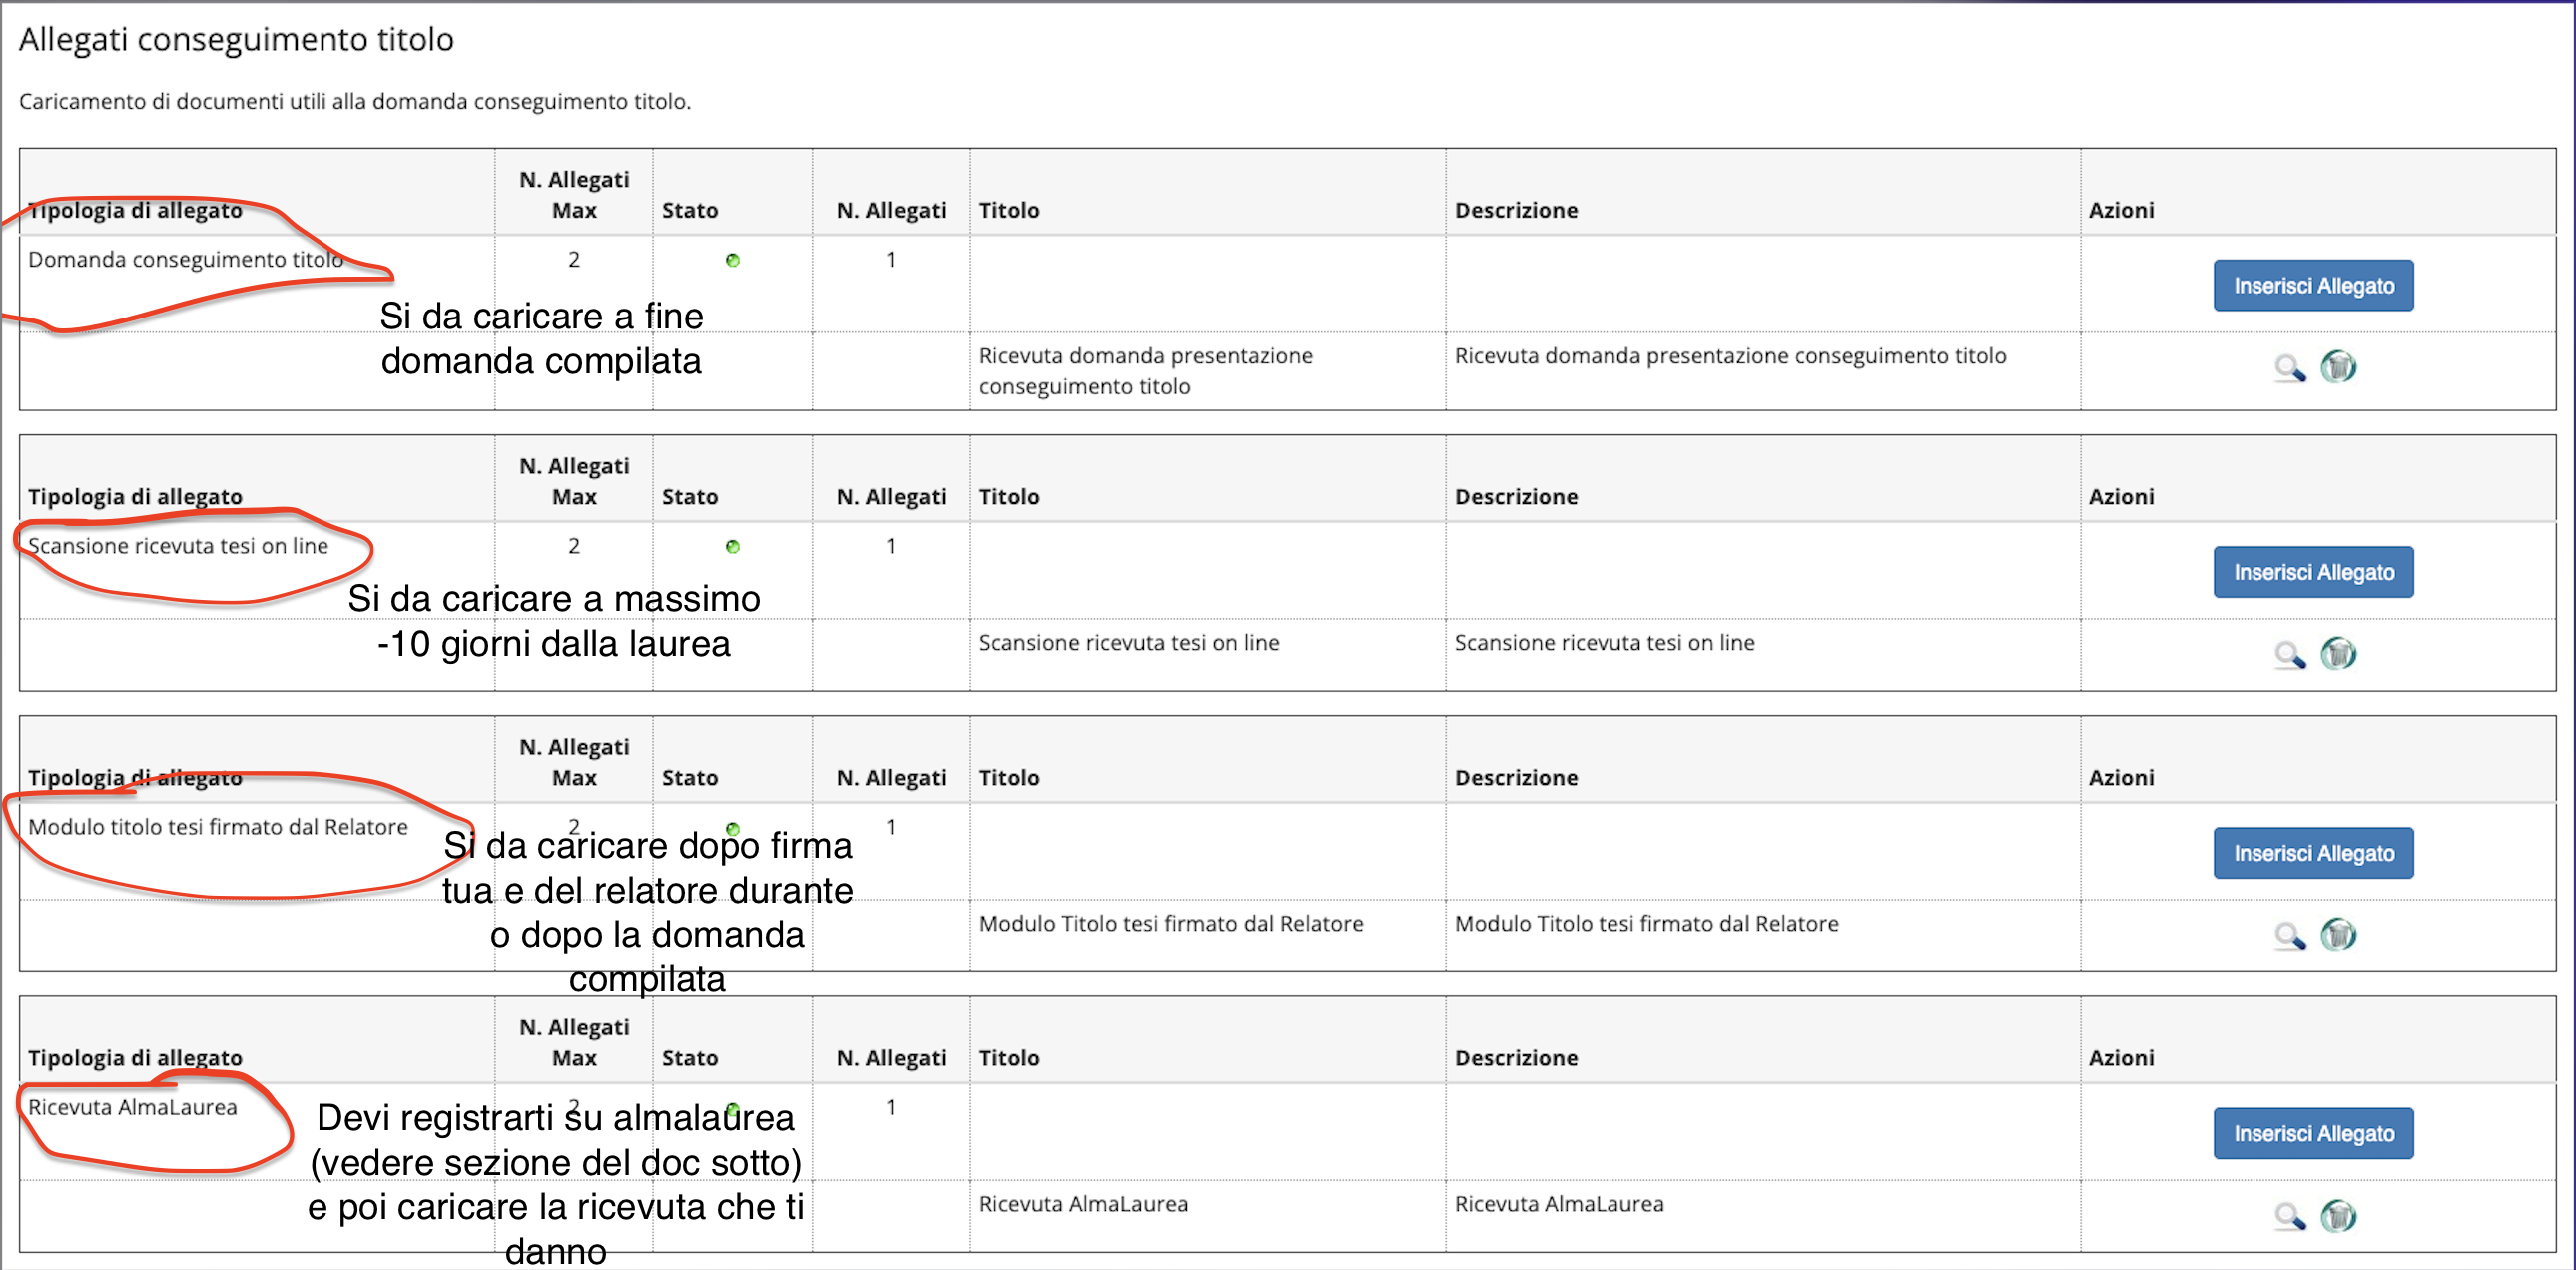 Allegati conseguimento titolo
Caricamento di documenti utili alla domanda conseguimento titolo.
Tipologia di allegato N. Allegati Max Stato N. Allegati Titolo Descrizione Azioni
Domanda conseguimento titolo 2 1 Inserisci Allegato
Si da caricare a fine
domanda compilata
Ricevuta domanda presentazione Ricevuta domanda presentazione conseguimento titolo
conseguimento titolo
Tipologia di allegato N. Allegati Max Stato N. Allegati Titolo Descrizione Azioni
Scansione ricevuta tesi on line 2 1 Inserisci Allegato
Si da caricare a massimo
-10 giorni dalla laurea
Scansione ricevuta tesi on line Scansione ricevuta tesi on line
Tipologia di allegato N. Allegati Max Stato N. Allegati Titolo Descrizione Azioni
Modulo titolo tesi firmato dal Relatore 2 1 Inserisci Allegato
Si da caricare dopo firma
tua e del relatore durante
o dopo la domanda
compilata
Modulo Titolo tesi firmato dal Relatore Modulo Titolo tesi firmato dal Relatore
Tipologia di allegato N. Allegati Max Stato N. Allegati Titolo Descrizione Azioni
Ricevuta AlmaLaurea 2 1 Inserisci Allegato
Devi registrarti su almalaurea
(vedere sezione del doc sotto)
e poi caricare la ricevuta che ti
danno
Ricevuta AlmaLaurea Ricevuta AlmaLaurea